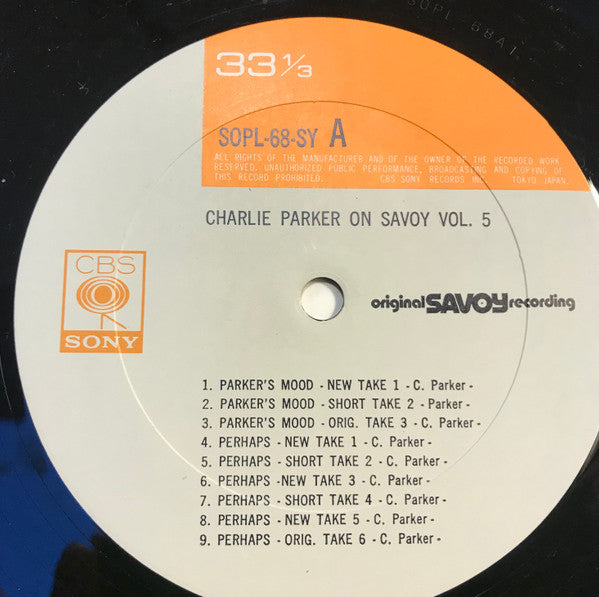 SOPL-68A1
33 1/3
SOPL-68-SY A
ALL RIGHTS OF THE MANUFACTURER AND OF THE OWNER OF THE RECORDED WORK
RESERVED. UNAUTHORIZED PUBLIC PERFORMANCE, BROADCASTING AND COPYING OF
THIS RECORD PROHIBITED. CBS SONY RECORDS INC. TOKYO JAPAN.
CHARLIE PARKER ON SAVOY VOL. 5
CBS
SONY
original SAVOY recording
1. PARKER'S MOOD - NEW TAKE 1 - C. Parker -
2. PARKER'S MOOD - SHORT TAKE 2 - Parker -
3. PARKER'S MOOD - ORIG. TAKE 3 - C. Parker -
4. PERHAPS - NEW TAKE 1 - C. Parker -
5. PERHAPS - SHORT TAKE 2 - C. Parker -
6. PERHAPS -NEW TAKE 3 - C. Parker -
7. PERHAPS - SHORT TAKE 4 - C. Parker -
8. PERHAPS - NEW TAKE 5 - C. Parker -
9. PERHAPS - ORIG. TAKE 6 - C. Parker -